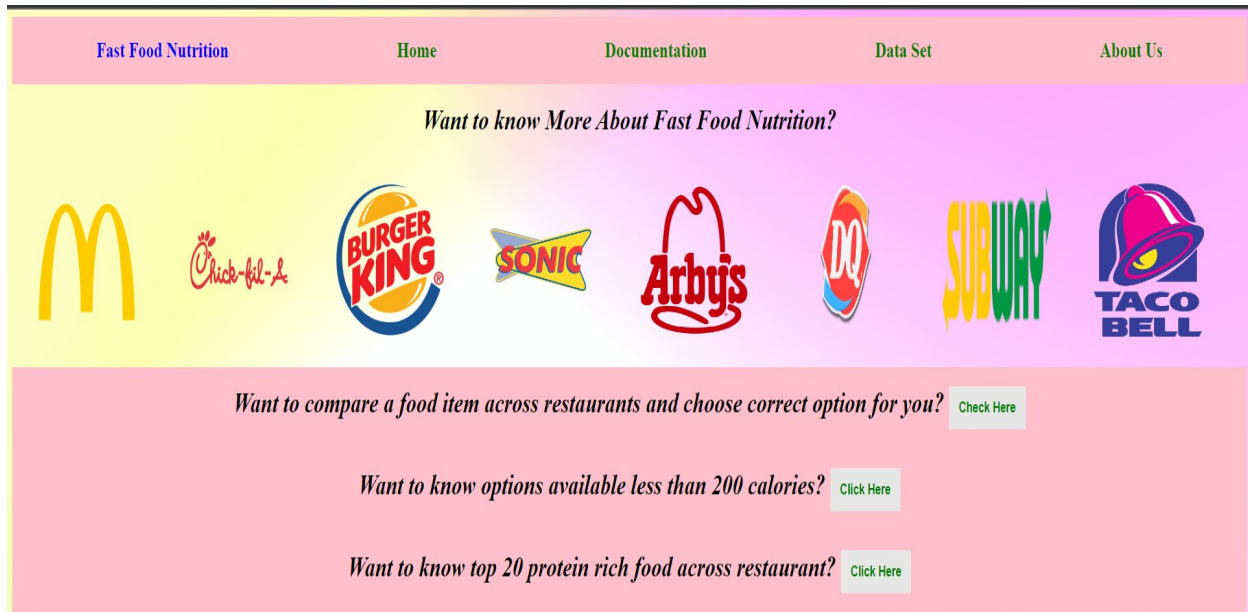 Fast Food Nutrition Home Documentation Data Set About Us
Want to know More About Fast Food Nutrition?
Chick-fil-A
BURGER
KING®
SONIC
Arby's
DQ
SUBWAY
TACO
BELL
Want to compare a food item across restaurants and choose correct option for you? Check Here
Want to know options available less than 200 calories? Click Here
Want to know top 20 protein rich food across restaurant? Click Here